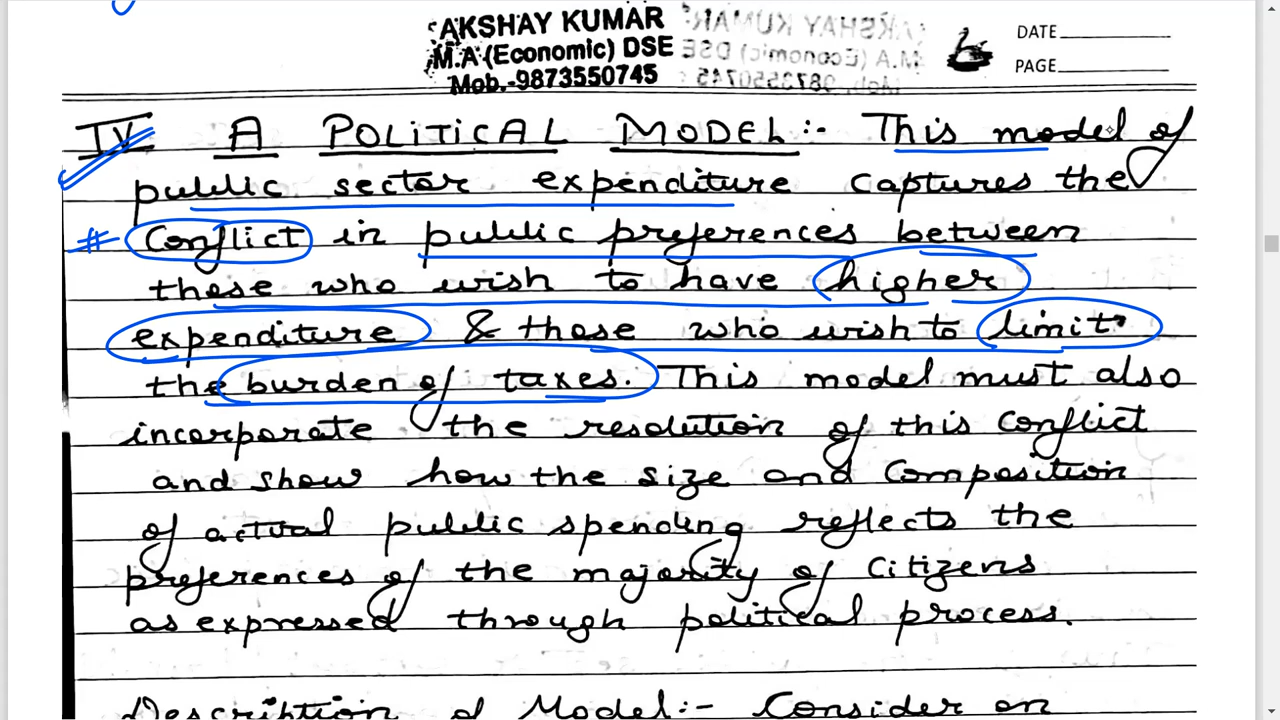 AKSHAY KUMAR
M.A (Economic) DSE
Mob.-9873550745
DATE
PAGE
IV A POLITICAL MODEL:- This model of
public sector expenditure captures the
# Conflict in public preferences between
those who wish to have higher
expenditure & those who wish to limit
the burden of taxes. This model must also
incorporate the resolution of this conflict
and show how the size and composition
of actual public spending reflects the
preferences of the majority of citizens
as expressed through political process.
Description of Model:- Consider an